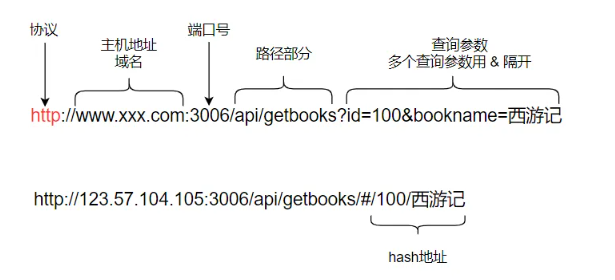 协议
主机地址
域名
端口号
路径部分
查询参数
多个查询参数用 & 隔开
http://www.xxx.com:3006/api/getbooks?id=100&bookname=西游记
http://123.57.104.105:3006/api/getbooks/#/100/西游记
hash地址